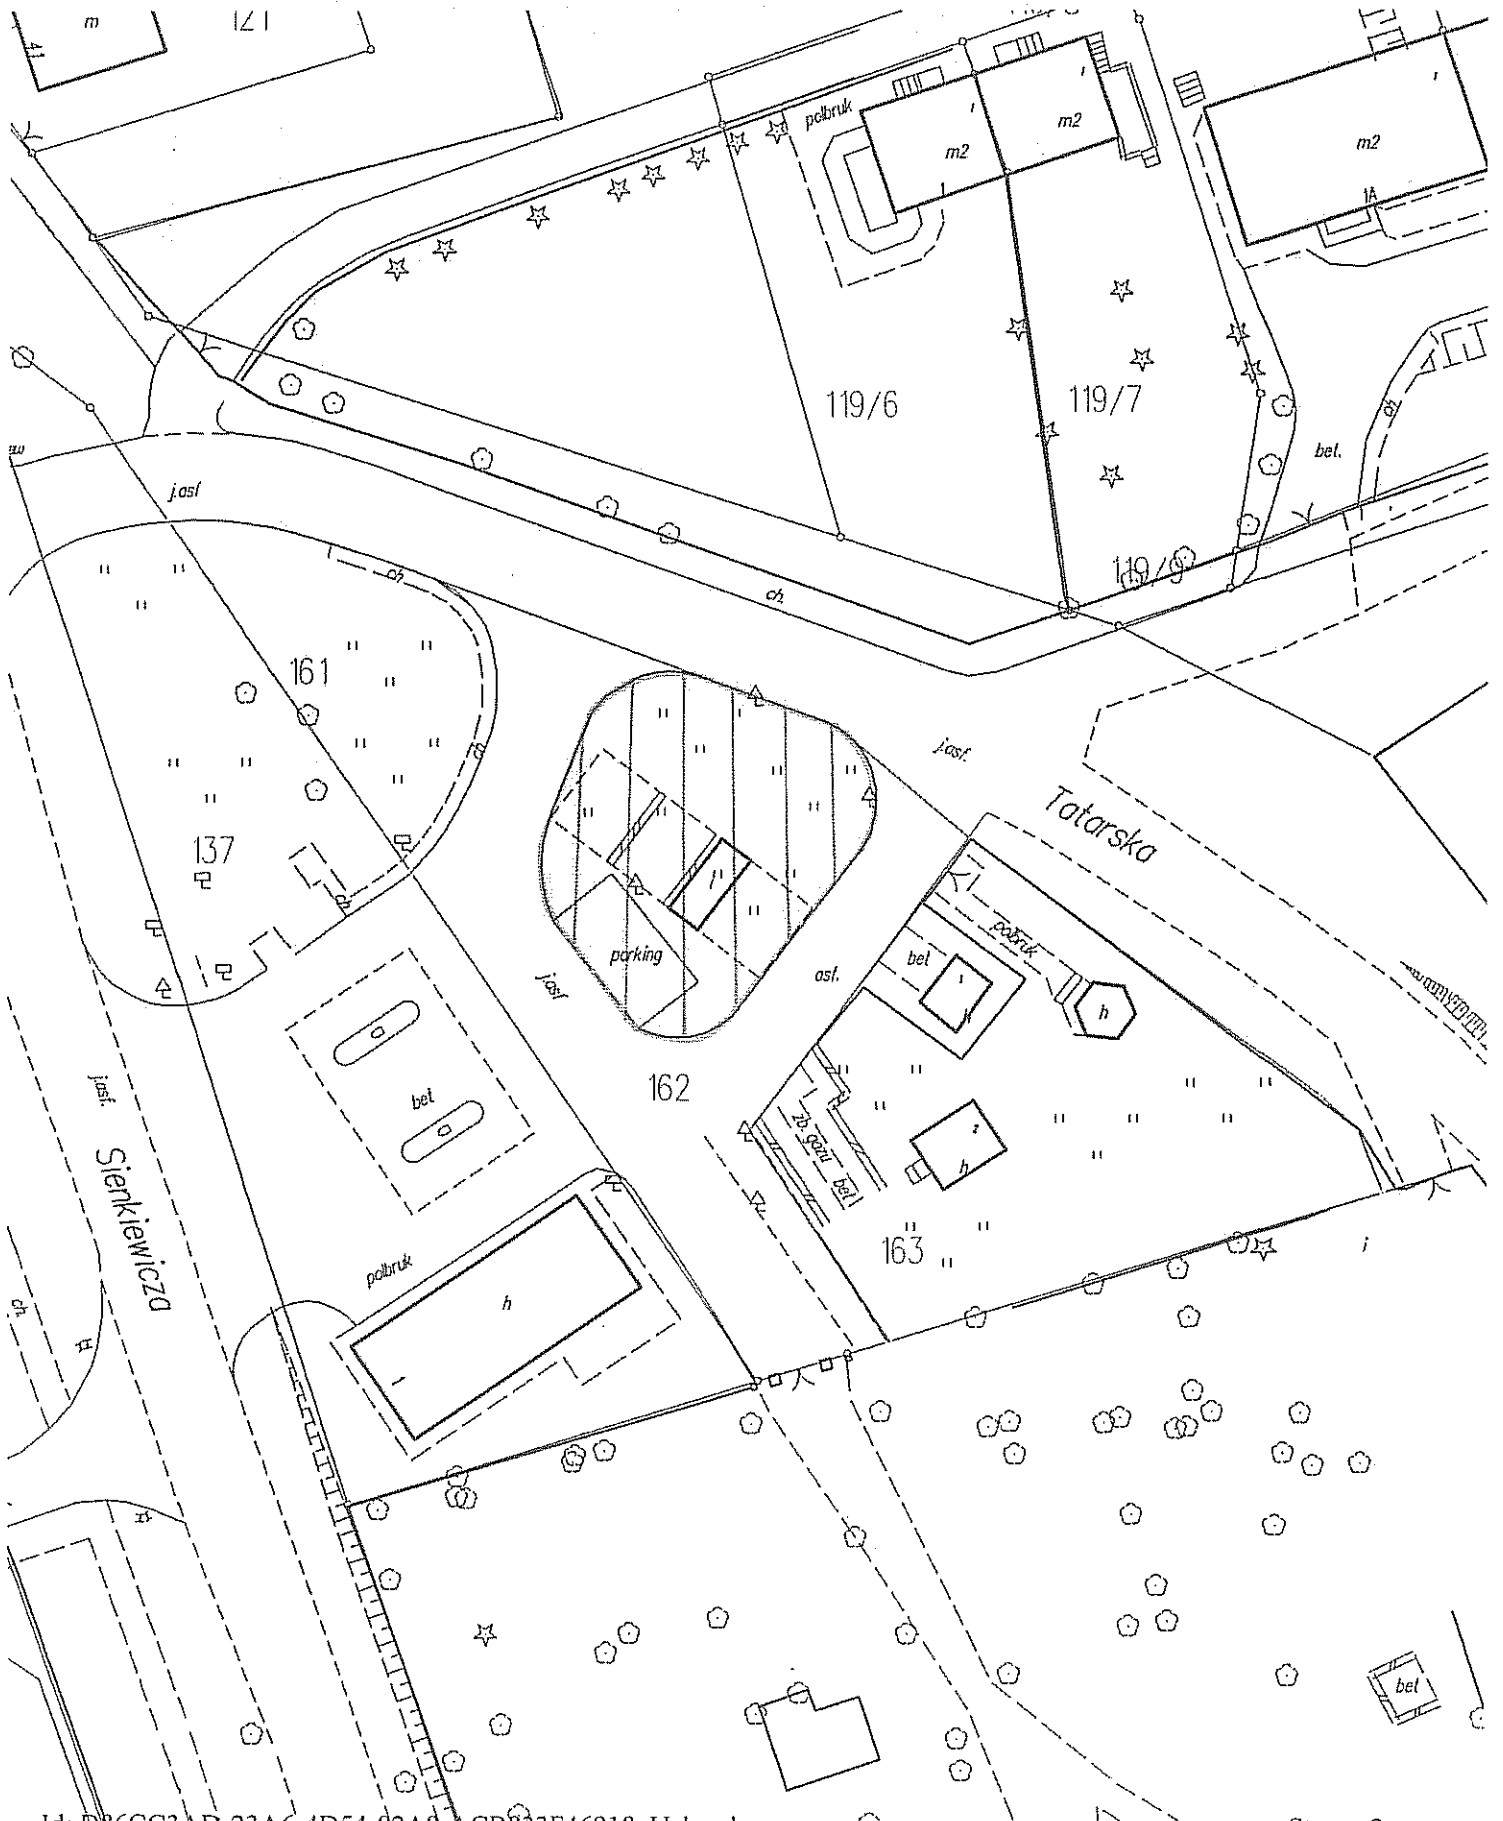 m
121
41
polbruk
m2
m2
m2
1A
119/6
119/7
ch
bet.
j.asf
119/9
ch.
ch.
161
j.asf.
Tatarska
137
polbruk
bet
parking
asf.
j.asf
h
162
bet
j.asf.
zb. gazu
bet
h
Sienkiewicza
163
polbruk
h
i
ch.
bet